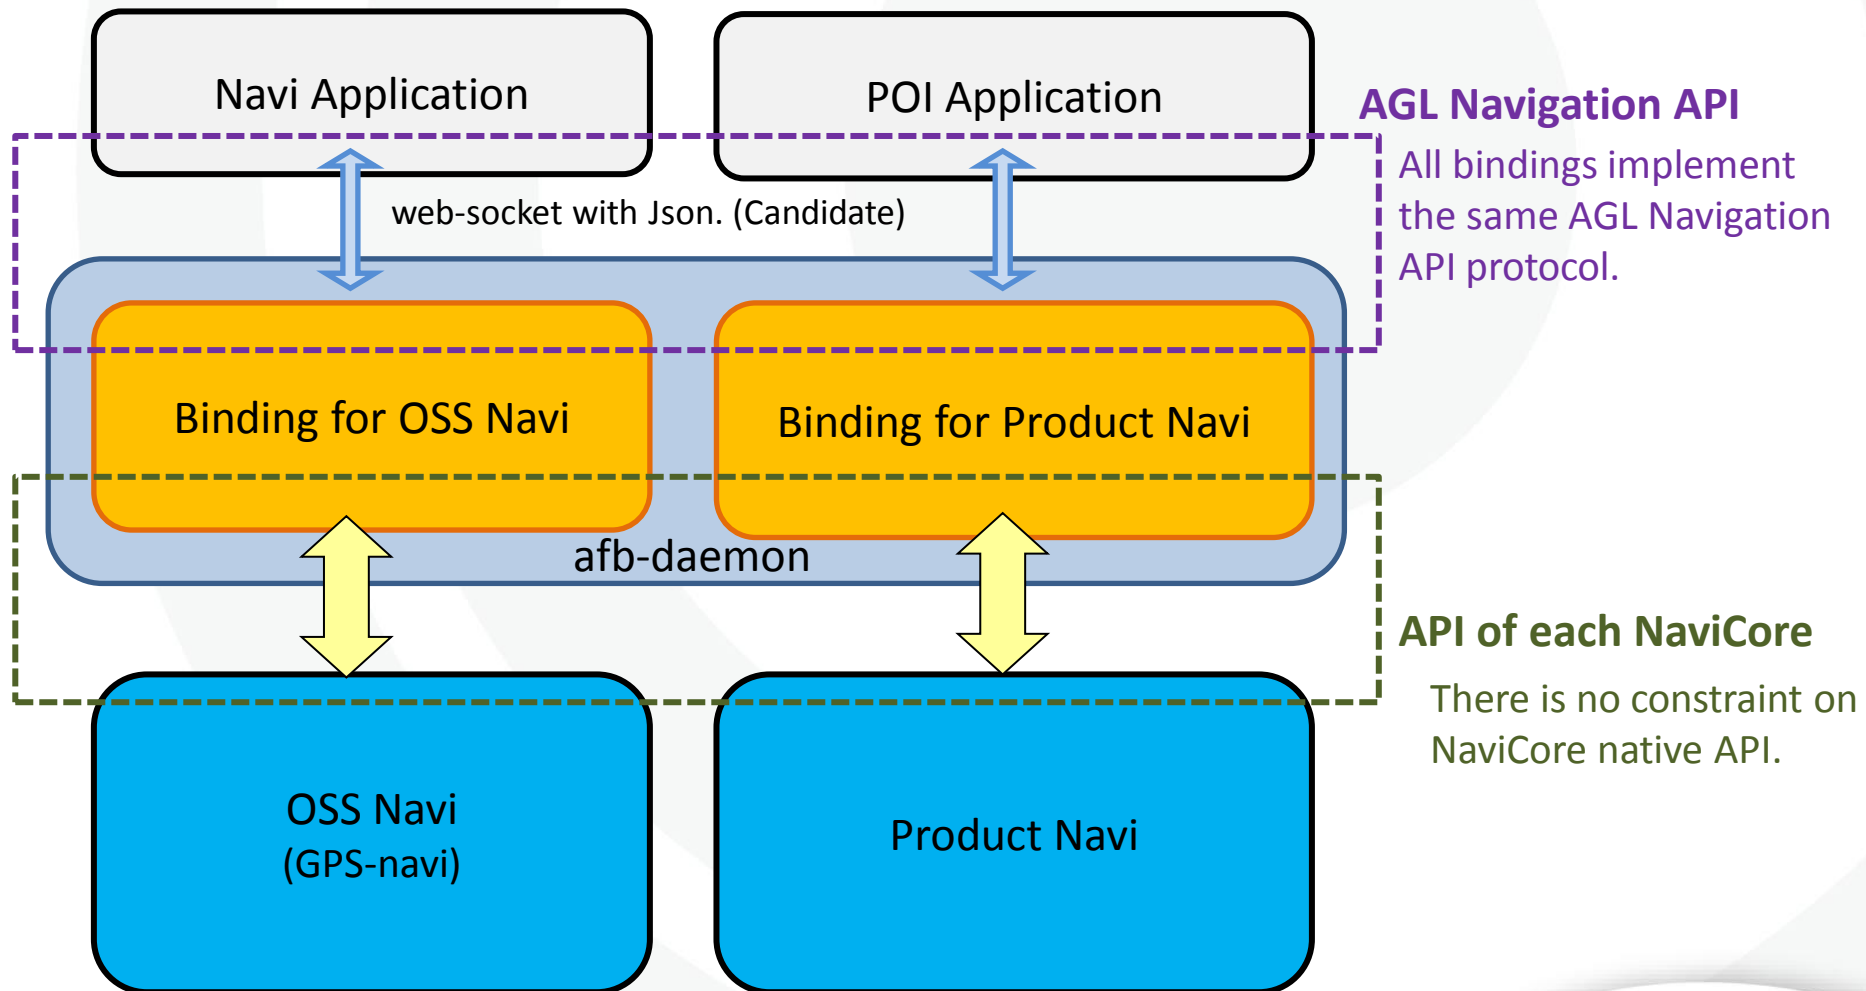 Navi Application
POI Application
AGL Navigation API
All bindings implement
the same AGL Navigation
API protocol.
web-socket with Json. (Candidate)
Binding for OSS Navi
Binding for Product Navi
afb-daemon
API of each NaviCore
There is no constraint on
NaviCore native API.
OSS Navi
(GPS-navi)
Product Navi